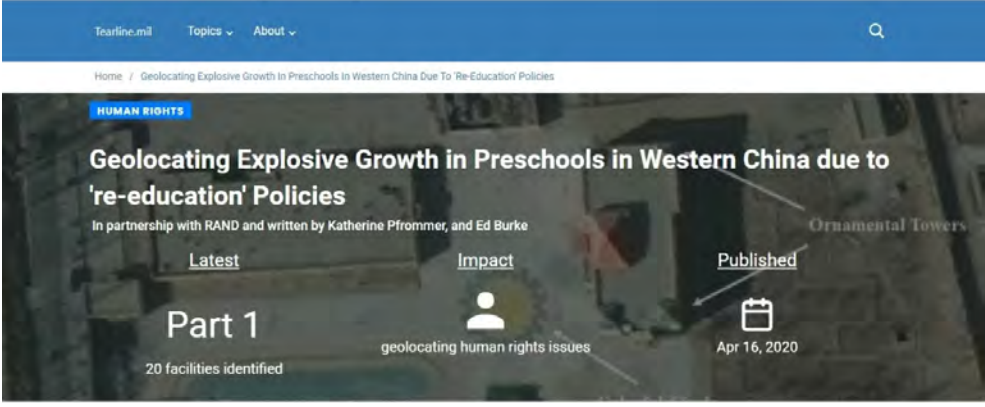 Tearline.mil Topics About
Home / Geolocating Explosive Growth In Preschools In Western China Due To 'Re-Education' Policies
HUMAN RIGHTS
Geolocating Explosive Growth in Preschools in Western China due to
're-education' Policies
In partnership with RAND and written by Katherine Pfrommer, and Ed Burke
Ornamental Towers
Latest Impact Published
Part 1
geolocating human rights issues
Apr 16, 2020
20 facilities identified